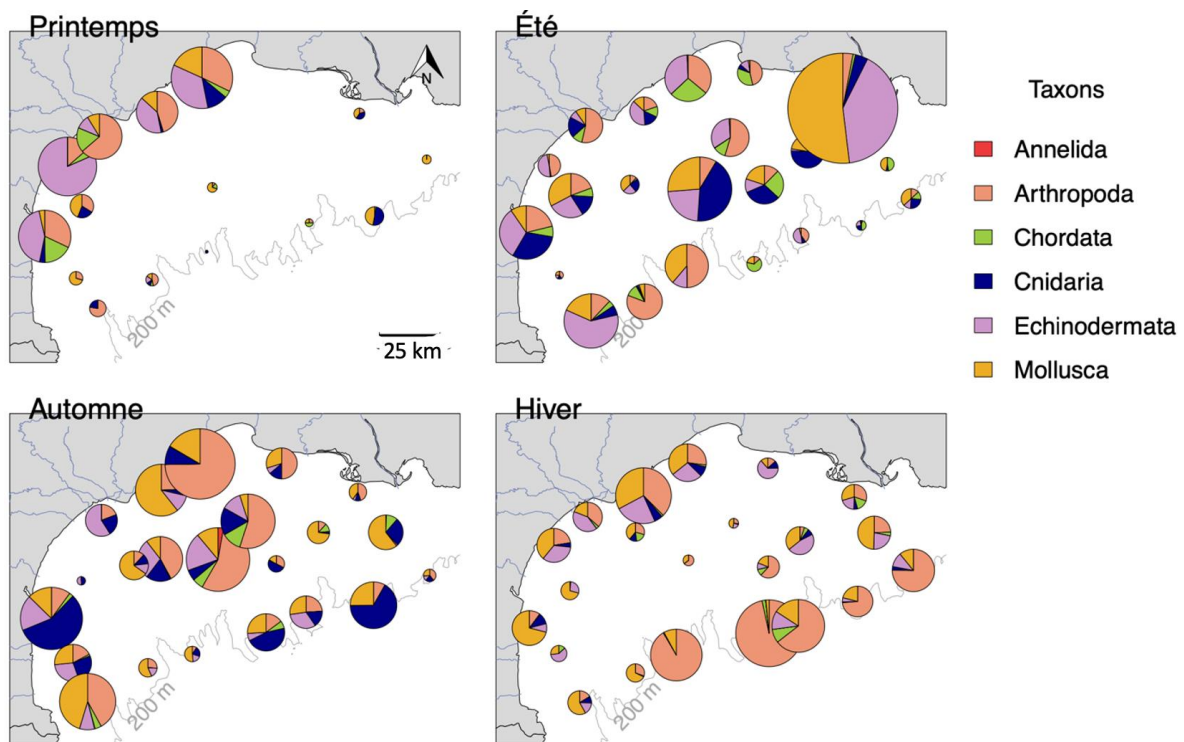 Printemps
N
200 m
25 km
Été
200
Taxons
Annelida
Arthropoda
Chordata
Cnidaria
Echinodermata
Mollusca
Automne
200 m
Hiver
200 m